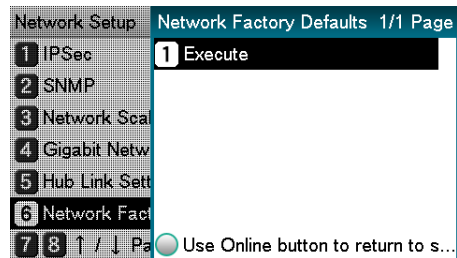 Network Setup
1 IPSec
2 SNMP
3 Network Scal
4 Gigabit Netw
5 Hub Link Sett
6 Network Fact
7 8 ↑ / ↓ Pa
Network Factory Defaults 1/1 Page
1 Execute
Use Online button to return to s...